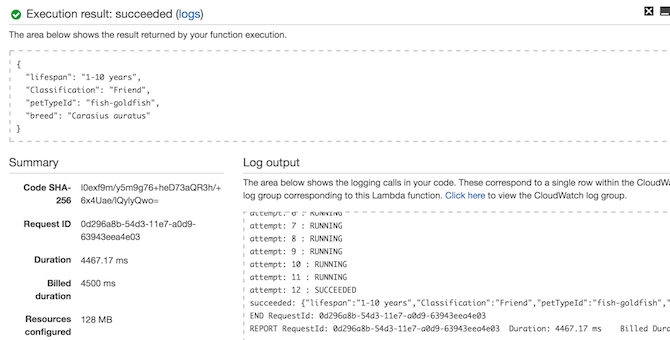 Execution result: succeeded (logs)
The area below shows the result returned by your function execution.
{
  "lifespan": "1-10 years",
  "Classification": "Friend",
  "petTypeId": "fish-goldfish",
  "breed": "Carasius auratus"
}
Summary
Code SHA-256 l0exf9m/y5m9g76+heD73aQR3h/+6x4Uae/lQylyQwo=
Request ID 0d296a8b-54d3-11e7-a0d9-63943eea4e03
Duration 4467.17 ms
Billed duration 4500 ms
Resources configured 128 MB
Log output
The area below shows the logging calls in your code. These correspond to a single row within the CloudWa
log group corresponding to this Lambda function. Click here to view the CloudWatch log group.
attempt: 6 : RUNNING
attempt: 7 : RUNNING
attempt: 8 : RUNNING
attempt: 9 : RUNNING
attempt: 10 : RUNNING
attempt: 11 : RUNNING
attempt: 12 : SUCCEEDED
succeeded: {"lifespan":"1-10 years","Classification":"Friend","petTypeId":"fish-goldfish","
END RequestId: 0d296a8b-54d3-11e7-a0d9-63943eea4e03
REPORT RequestId: 0d296a8b-54d3-11e7-a0d9-63943eea4e03 Duration: 4467.17 ms Billed Dura